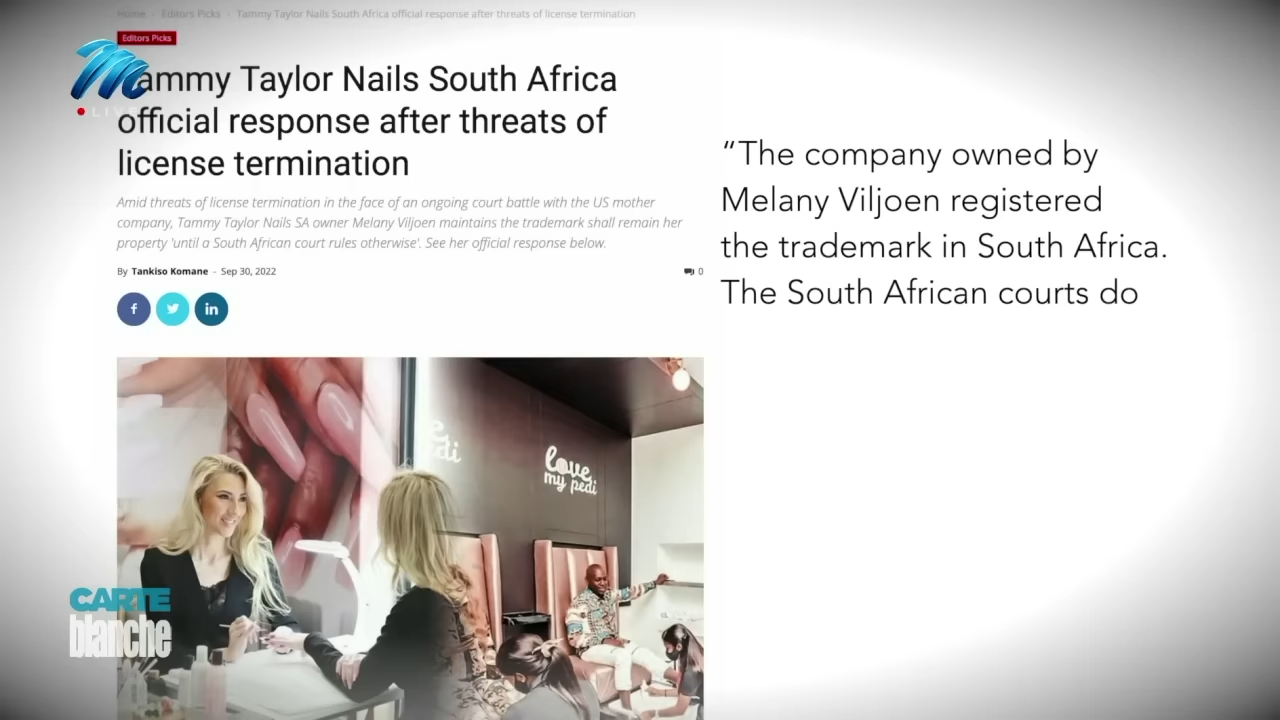 Home - Editors Picks - Tammy Taylor Nails South Africa official response after threats of license termination
Editors Picks
Tammy Taylor Nails South Africa
official response after threats of
license termination
Amid threats of license termination in the face of an ongoing court battle with the US mother
company, Tammy Taylor Nails SA owner Melany Viljoen maintains the trademark shall remain her
property 'until a South African court rules otherwise'. See her official response below.
By Tankiso Komane - Sep 30, 2022
0
f
in
“The company owned by
Melany Viljoen registered
the trademark in South Africa.
The South African courts do
LIVE
love
my pedi
CARTE
blanche